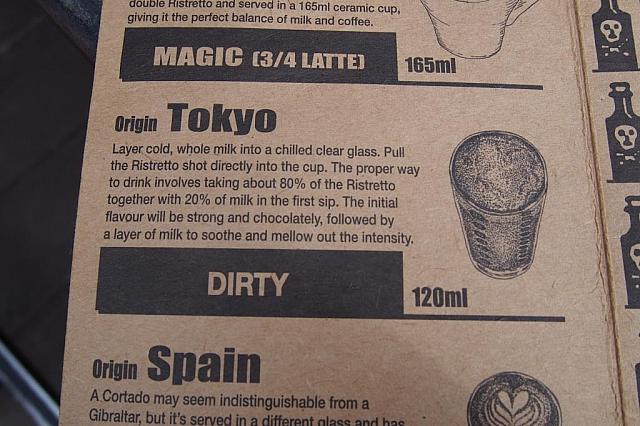 double Ristretto and served in a 165ml ceramic cup,
giving it the perfect balance of milk and coffee.
MAGIC (3/4 LATTE) 165ml
Origin Tokyo
Layer cold, whole milk into a chilled clear glass. Pull
the Ristretto shot directly into the cup. The proper way
to drink involves taking about 80% of the Ristretto
together with 20% of milk in the first sip. The initial
flavour will be strong and chocolately, followed by
a layer of milk to soothe and mellow out the intensity.
DIRTY 120ml
Origin Spain
A Cortado may seem indistinguishable from a
Gibraltar, but it's served in a different glass and has